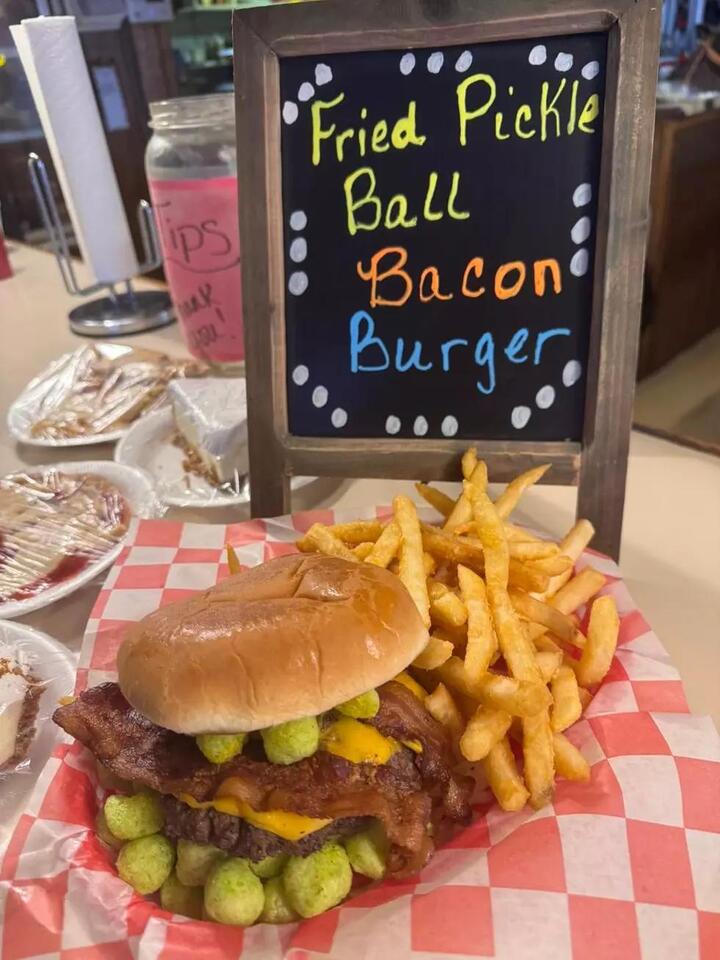 Fried Pickle
Ball
Bacon
Burger
Tips